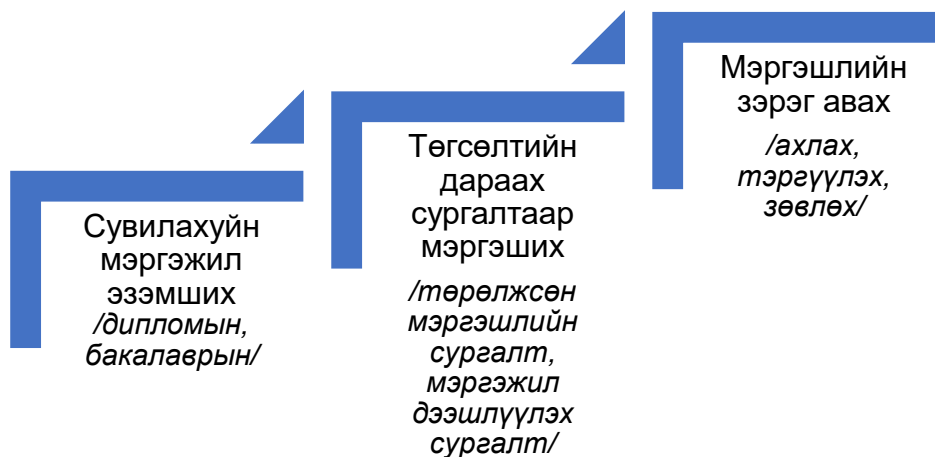 Сувилахуйн
мэргэжил
эзэмших
/дипломын,
бакалаврын/
Төгсөлтийн
дараах
сургалтаар
мэргэших
/төрөлжсөн
мэргэшлийн
сургалт,
мэргэжил
дээшлүүлэх
сургалт/
Мэргэшлийн
зэрэг авах
/ахлах,
тэргүүлэх,
зөвлөх/